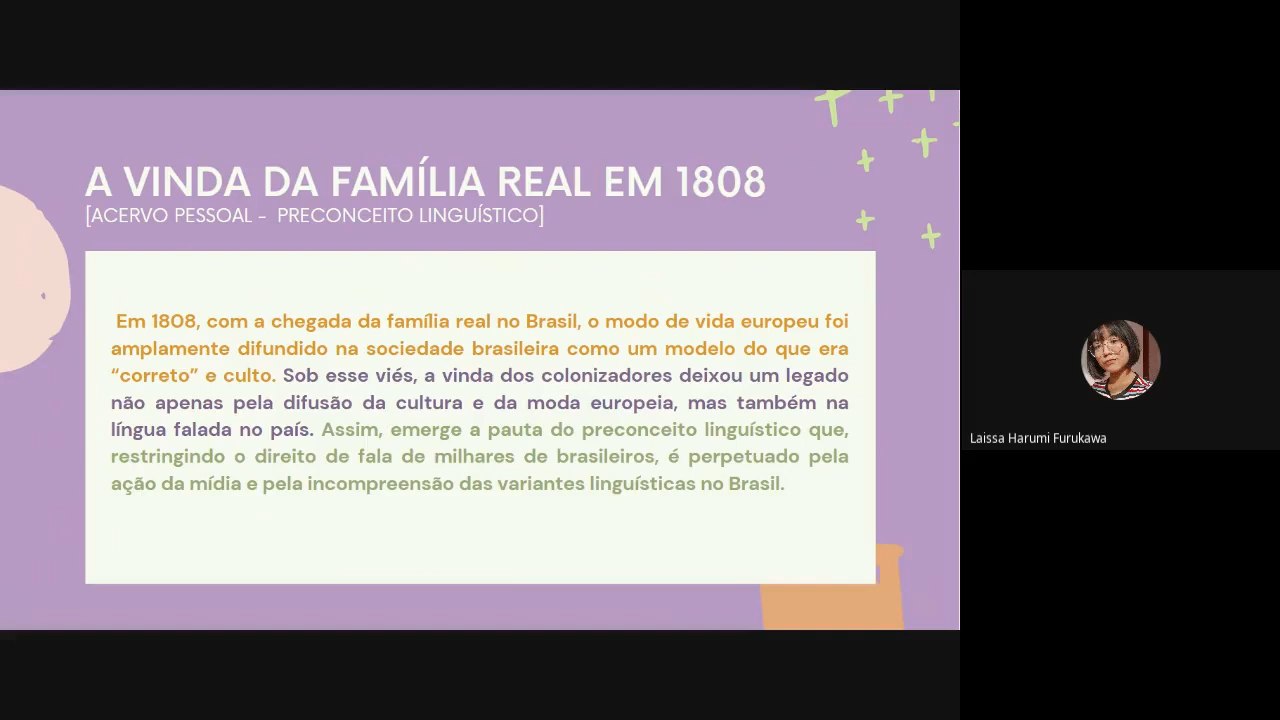 A VINDA DA FAMÍLIA REAL EM 1808
[ACERVO PESSOAL - PRECONCEITO LINGUÍSTICO]
Em 1808, com a chegada da família real no Brasil, o modo de vida europeu foi
amplamente difundido na sociedade brasileira como um modelo do que era
“correto” e culto. Sob esse viés, a vinda dos colonizadores deixou um legado
não apenas pela difusão da cultura e da moda europeia, mas também na
língua falada no país. Assim, emerge a pauta do preconceito linguístico que,
restringindo o direito de fala de milhares de brasileiros, é perpetuado pela
ação da mídia e pela incompreensão das variantes linguísticas no Brasil.
Laissa Harumi Furukawa